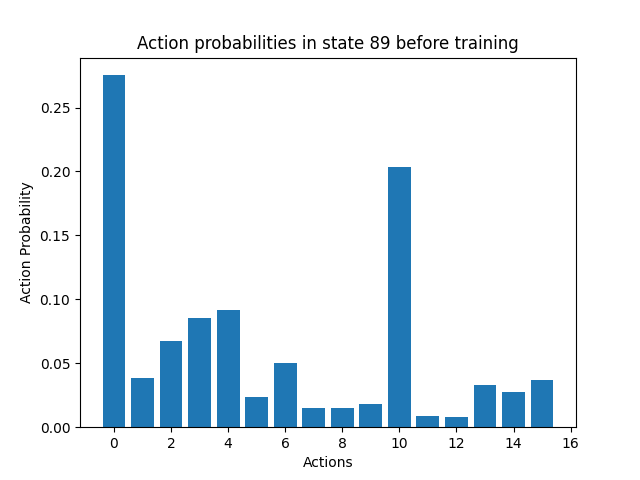 Action probabilities in state 89 before training
0.25
0.20
0.15
0.10
0.05
0.00
Action Probability
0 2 4 6 8 10 12 14 16
Actions